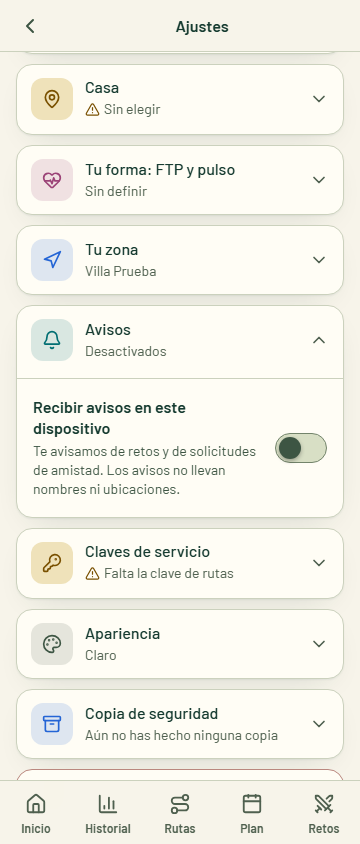 Ajustes
Casa
Sin elegir
Tu forma: FTP y pulso
Sin definir
Tu zona
Villa Prueba
Avisos
Desactivados
Recibir avisos en este
dispositivo
Te avisamos de retos y de solicitudes
de amistad. Los avisos no llevan
nombres ni ubicaciones.
Claves de servicio
Falta la clave de rutas
Apariencia
Claro
Copia de seguridad
Aún no has hecho ninguna copia
Inicio
Historial
Rutas
Plan
Retos